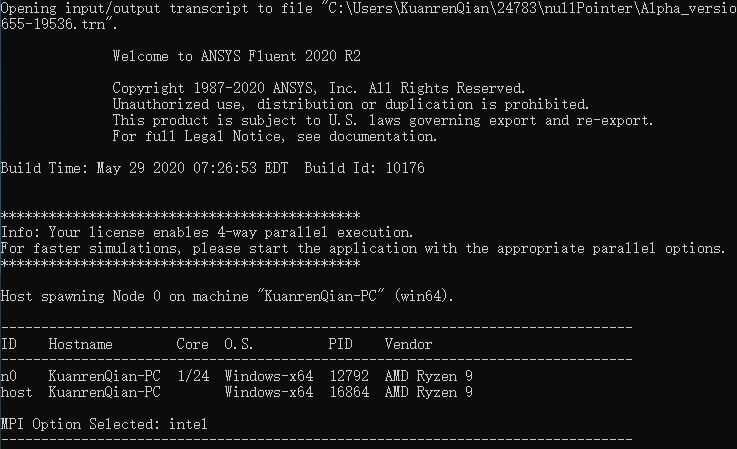 Opening input/output transcript to file "C:\Users\KuanrenQian\24783\nullPointer\Alpha_versio
655-19536.trn".
Welcome to ANSYS Fluent 2020 R2
Copyright 1987-2020 ANSYS, Inc. All Rights Reserved.
Unauthorized use, distribution or duplication is prohibited.
This product is subject to U.S. laws governing export and re-export.
For full Legal Notice, see documentation.
Build Time: May 29 2020 07:26:53 EDT  Build Id: 10176
*********************************************
Info: Your license enables 4-way parallel execution.
For faster simulations, please start the application with the appropriate parallel options.
*********************************************
Host spawning Node 0 on machine "KuanrenQian-PC" (win64).
-------------------------------------------------------------------------------
ID    Hostname        Core  O.S.         PID    Vendor
-------------------------------------------------------------------------------
n0    KuanrenQian-PC  1/24  Windows-x64  12792  AMD Ryzen 9
host  KuanrenQian-PC        Windows-x64  16864  AMD Ryzen 9
MPI Option Selected: intel
-------------------------------------------------------------------------------